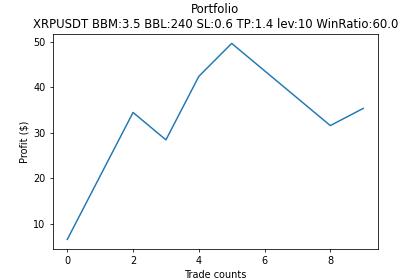 Portfolio
XRPUSDT BBM:3.5 BBL:240 SL:0.6 TP:1.4 lev:10 WinRatio:60.0
50
40
30
20
10
Profit ($)
0 2 4 6 8
Trade counts